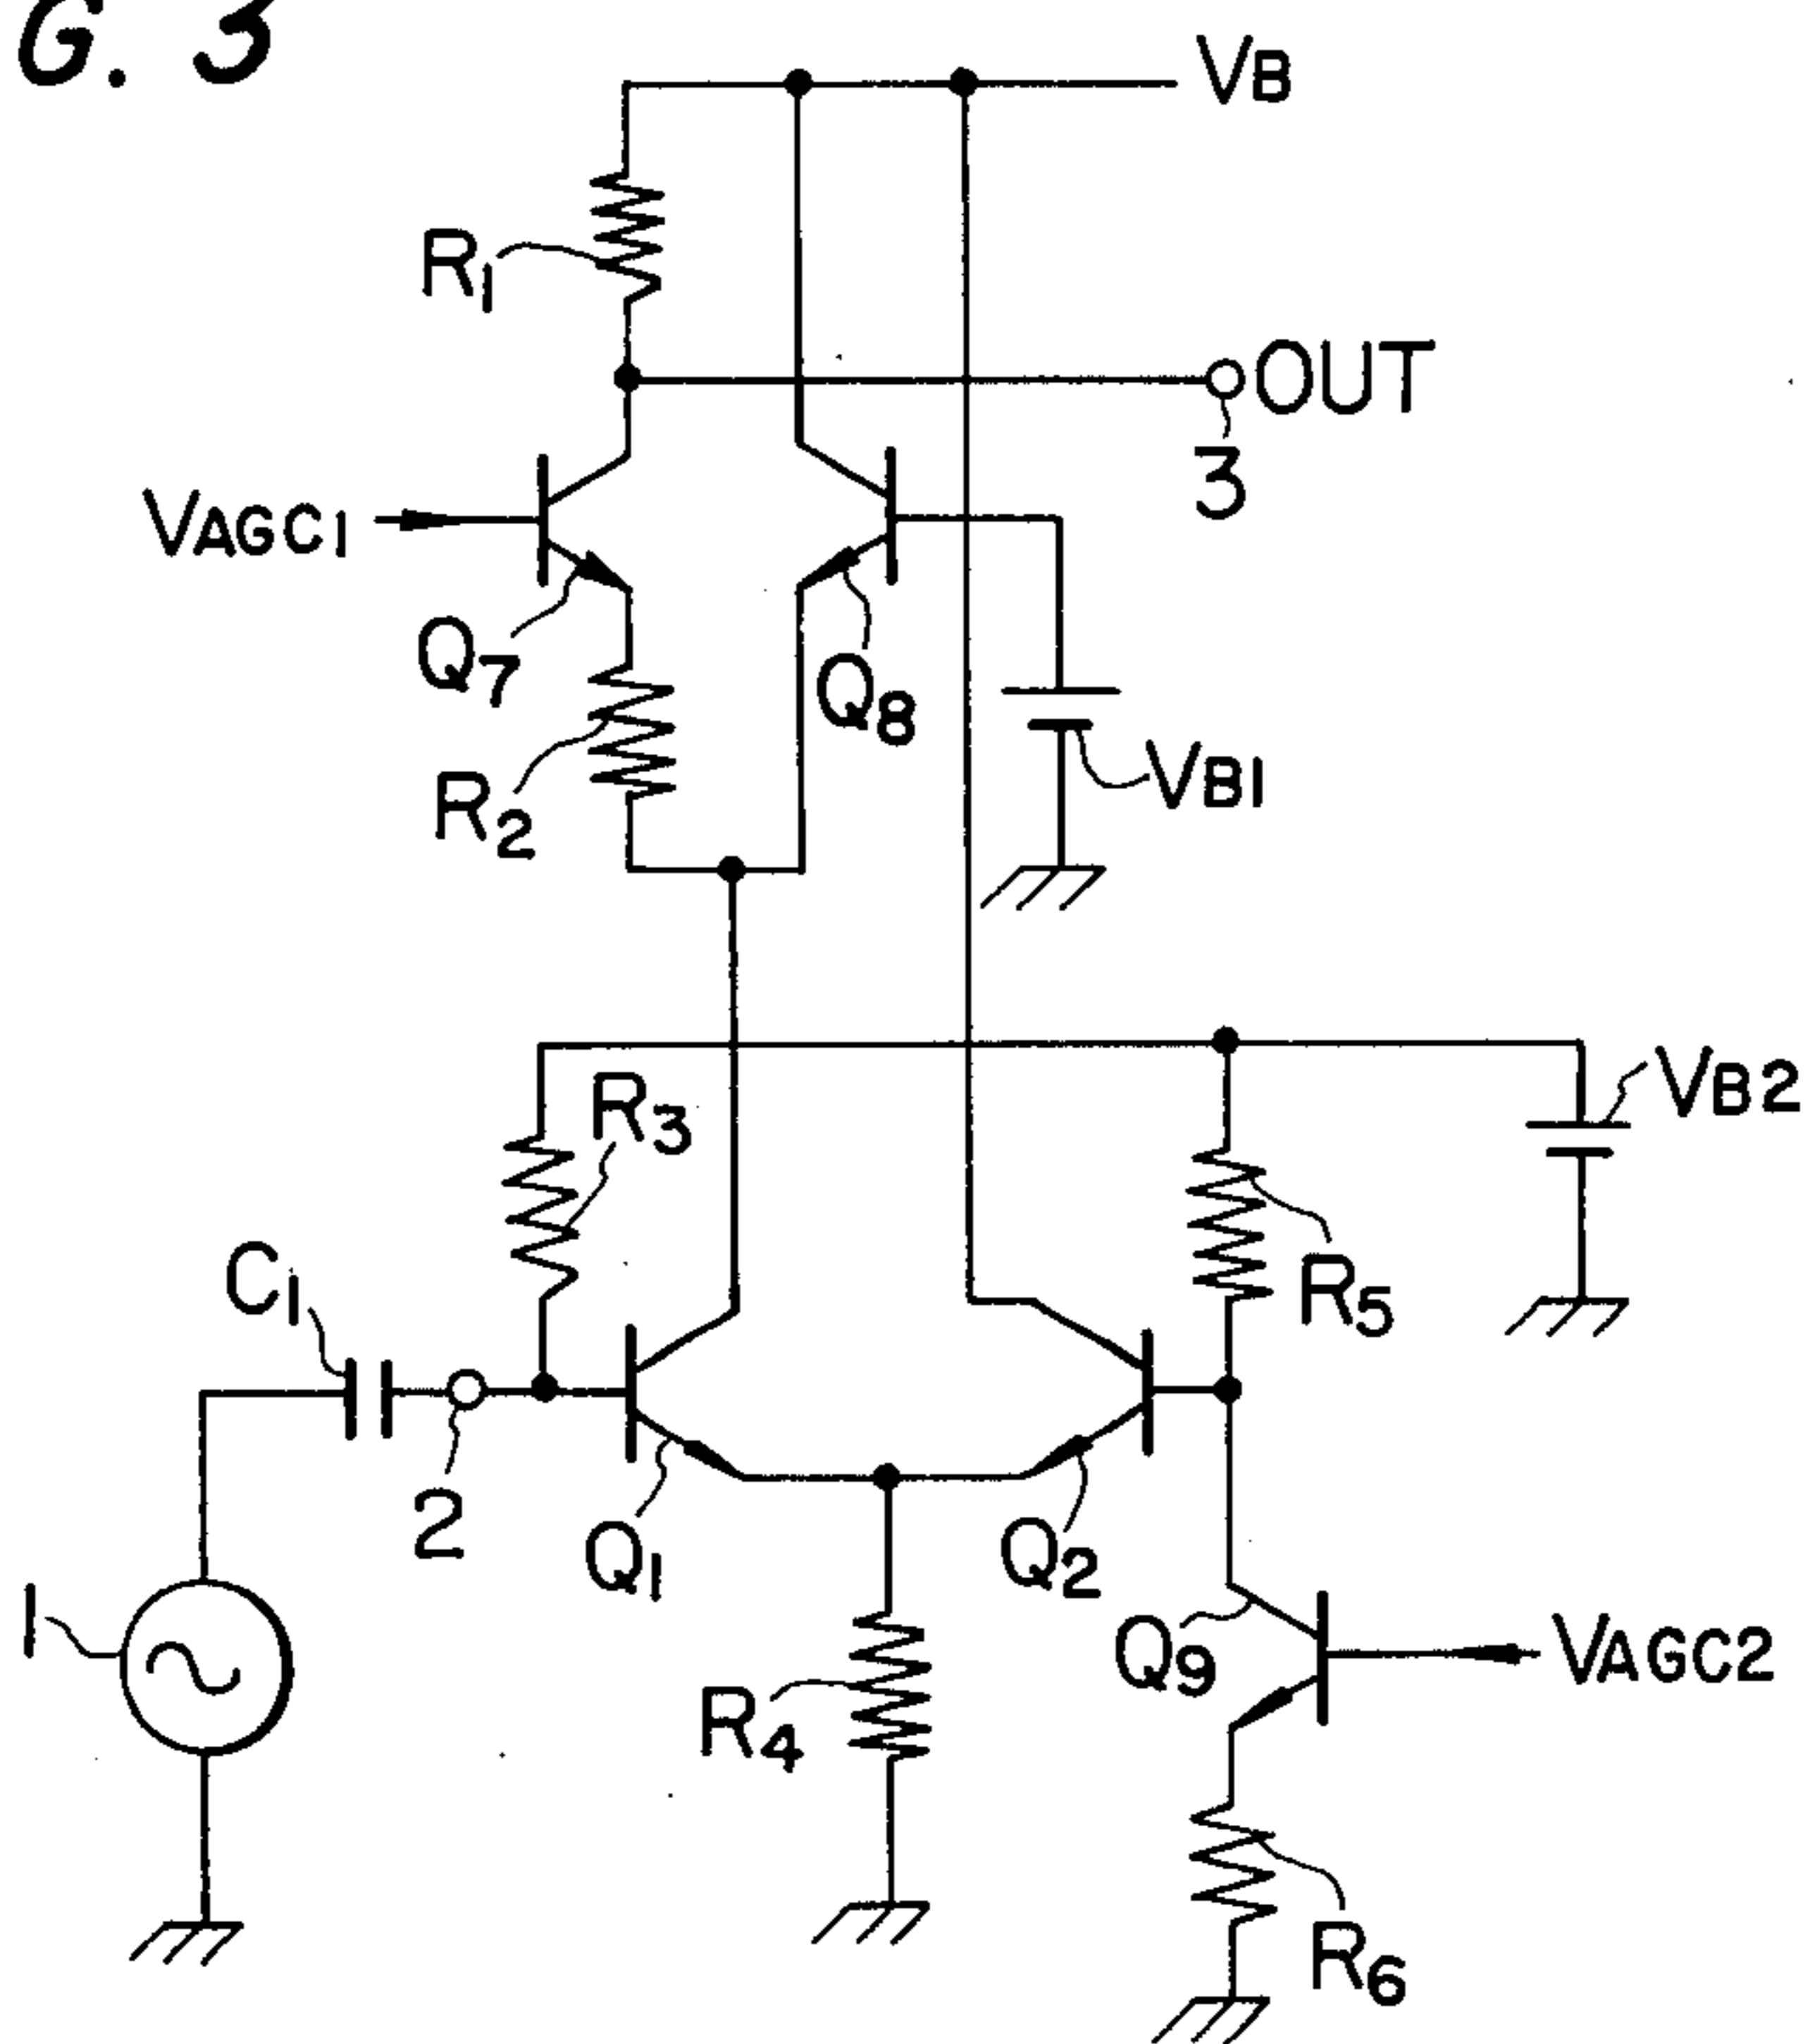 G. 3
VB
R1
OUT
3
VAGC1
Q7
Q8
R2
VB1
VB2
R3
C1
R5
2
Q1
Q2
1
Q9
VAGC2
R4
R6